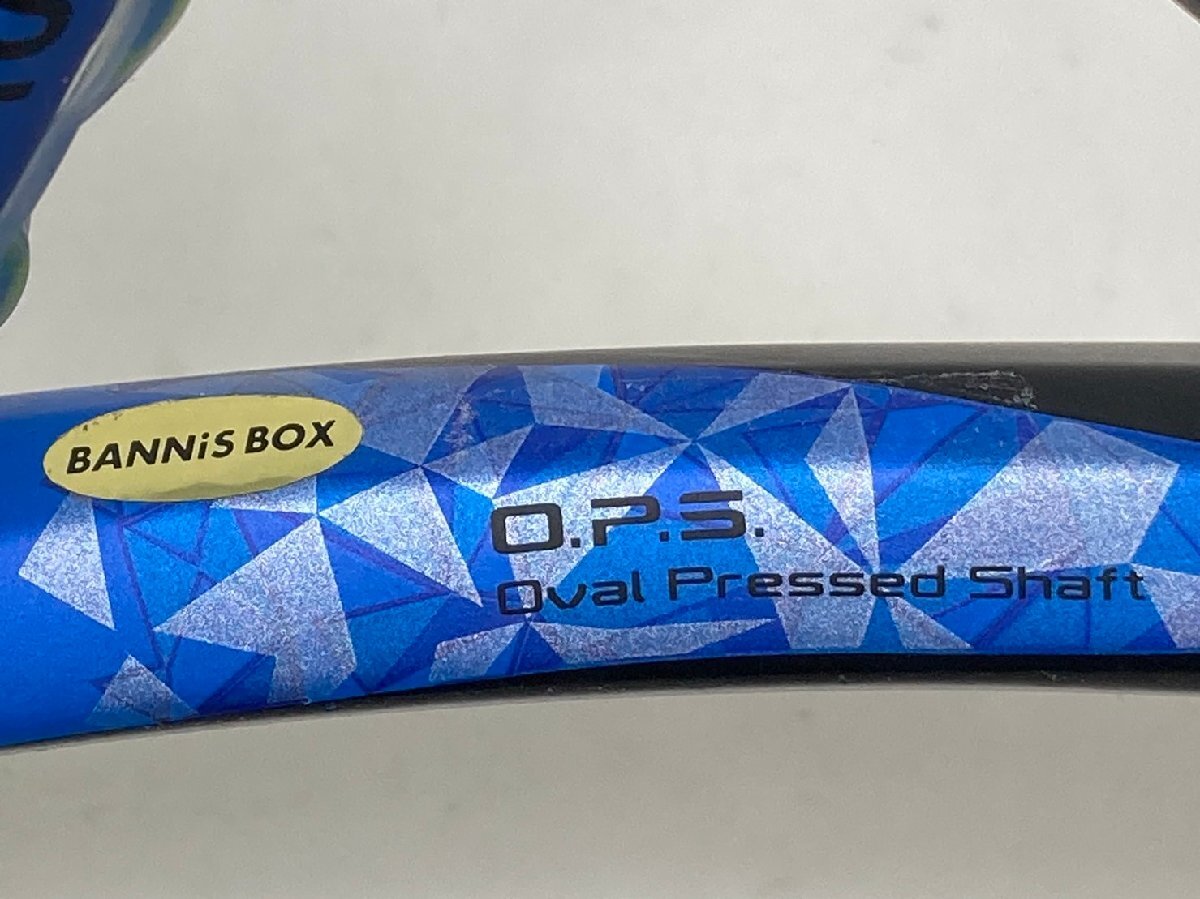 BANNiS BOX
O.P.S.
Oval Pressed Shaft